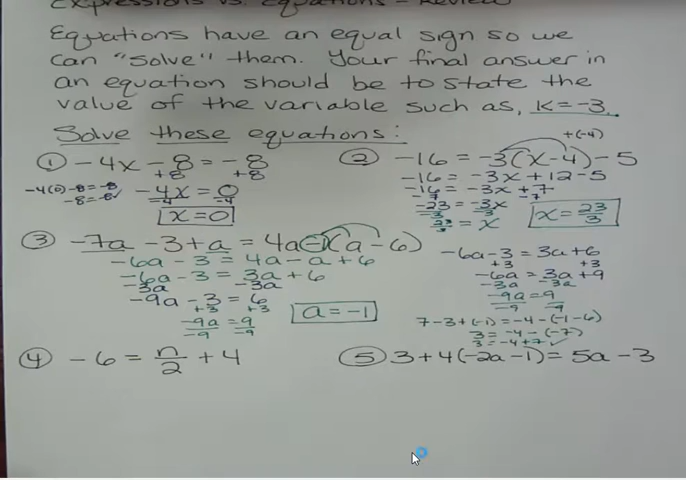 Expressions vs. Equations - Review
Equations have an equal sign so we
can "solve" them. Your final answer in
an equation should be to state the
value of the variable such as, k = -3.
Solve these equations:
① -4x - 8 = -8
+8 +8
-4(0) - 8 = -8
-8 = -8 ✓
-4x = 0
-4 -4
x = 0
② -16 = -3(x - 4) - 5
+(-4)
-16 = -3x + 12 - 5
-16 = -3x + 7
-7 -7
-23 = -3x
-3 -3
23/3 = x
x = 23/3
③ -7a - 3 + a = 4a - 1(a - 6)
-6a - 3 = 4a - a + 6
-6a - 3 = 3a + 6
-3a -3a
-9a - 3 = 6
+3 +3
-9a = 9
-9 -9
a = -1
-6a - 3 = 3a + 6
+3 +3
-6a = 3a + 9
-3a -3a
-9a = 9
-9 -9
7 - 3 + (-1) = -4 - (-1 - 6)
3 = -4 - (-7)
3 = -4 + 7 ✓
④ -6 = n/2 + 4
⑤ 3 + 4(-2a - 1) = 5a - 3